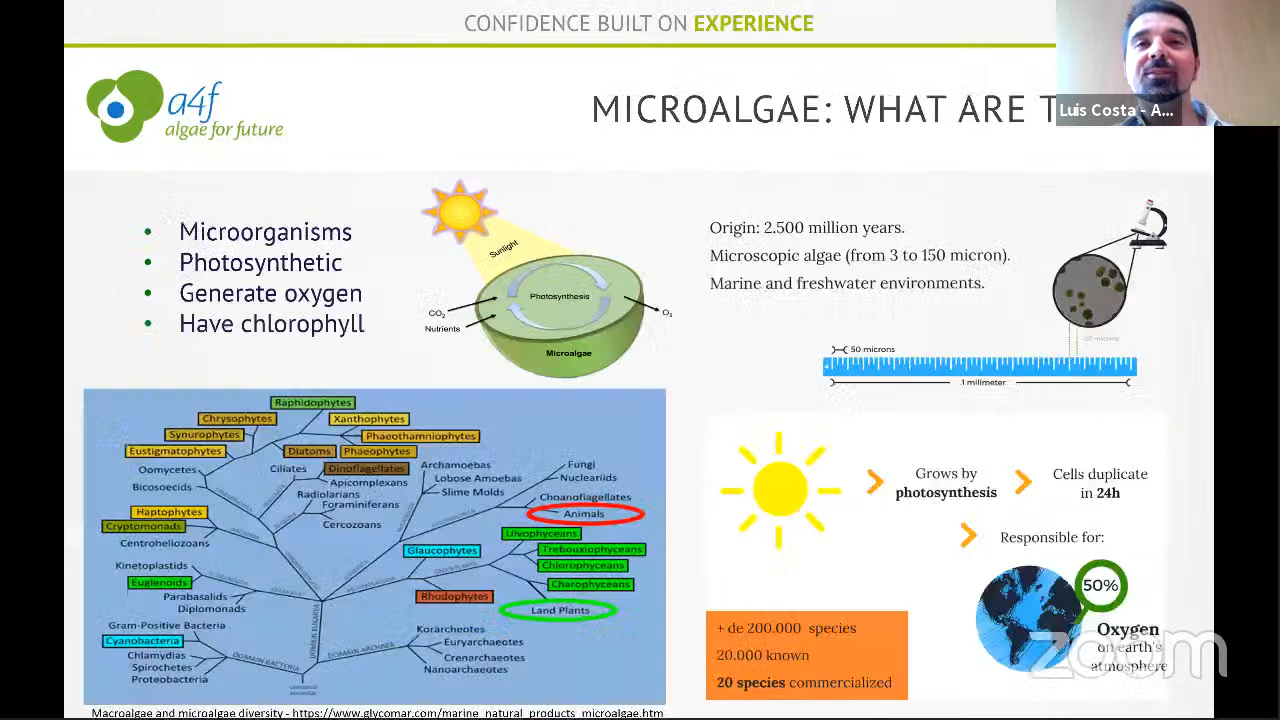 CONFIDENCE BUILT ON EXPERIENCE
a4f
algae for future
MICROALGAE: WHAT ARE T
Luis Costa - A...
• Microorganisms
• Photosynthetic
• Generate oxygen
• Have chlorophyll
Sunlight
Photosynthesis
CO2
Nutrients
O2
Microalgae
Origin: 2.500 million years.
Microscopic algae (from 3 to 150 micron).
Marine and freshwater environments.
50 microns
1 milimeter
Raphidophytes
Chrysophytes
Xanthophytes
Synurophytes
Phaeothamniophytes
Eustigmatophytes
Diatoms
Phaeophytes
Oomycetes
Ciliates
Dinoflagellates
Archamoebas
Fungi
Bicosoecids
Apicomplexans
Lobose Amoebas
Nucleariids
Radiolarians
Slime Molds
Choanoflagellates
Haptophytes
Foraminiferans
Animals
Cryptomonads
Cercozoans
Ulvophyceans
Centroheliozoans
Glaucophytes
Trebouxiophyceans
Kinetoplastids
Chlorophyceans
Euglenoids
Charophyceans
Parabasalids
Rhodophytes
Diplomonads
Land Plants
Gram-Positive Bacteria
Korarcheotes
Cyanobacteria
Euryarchaeotes
Chlamydias
Crenarchaeotes
Spirochetes
Nanoarchaeotes
Proteobacteria
DOMAIN BACTERIA
DOMAIN EUKARYA
DOMAIN ARCHAEA
Grows by
photosynthesis
Cells duplicate
in 24h
Responsible for:
50%
Oxygen
on earth's
atmosphere
+ de 200.000 species
20.000 known
20 species commercialized
zoom
Macroalgae and microalgae diversity - https://www.glycomar.com/marine_natural_products_microalgae.htm